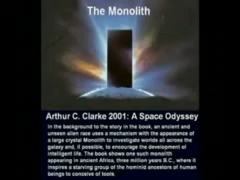 The Monolith
Arthur C. Clarke 2001: A Space Odyssey
In the background to the story in the book, an ancient and
unseen alien race uses a mechanism with the appearance of
a large crystal Monolith to investigate worlds all across the
galaxy and, if possible, to encourage the development of
intelligent life. The book shows one such monolith
appearing in ancient Africa, three million years B.C., where it
inspires a starving group of the hominid ancestors of human
beings to conceive of tools.